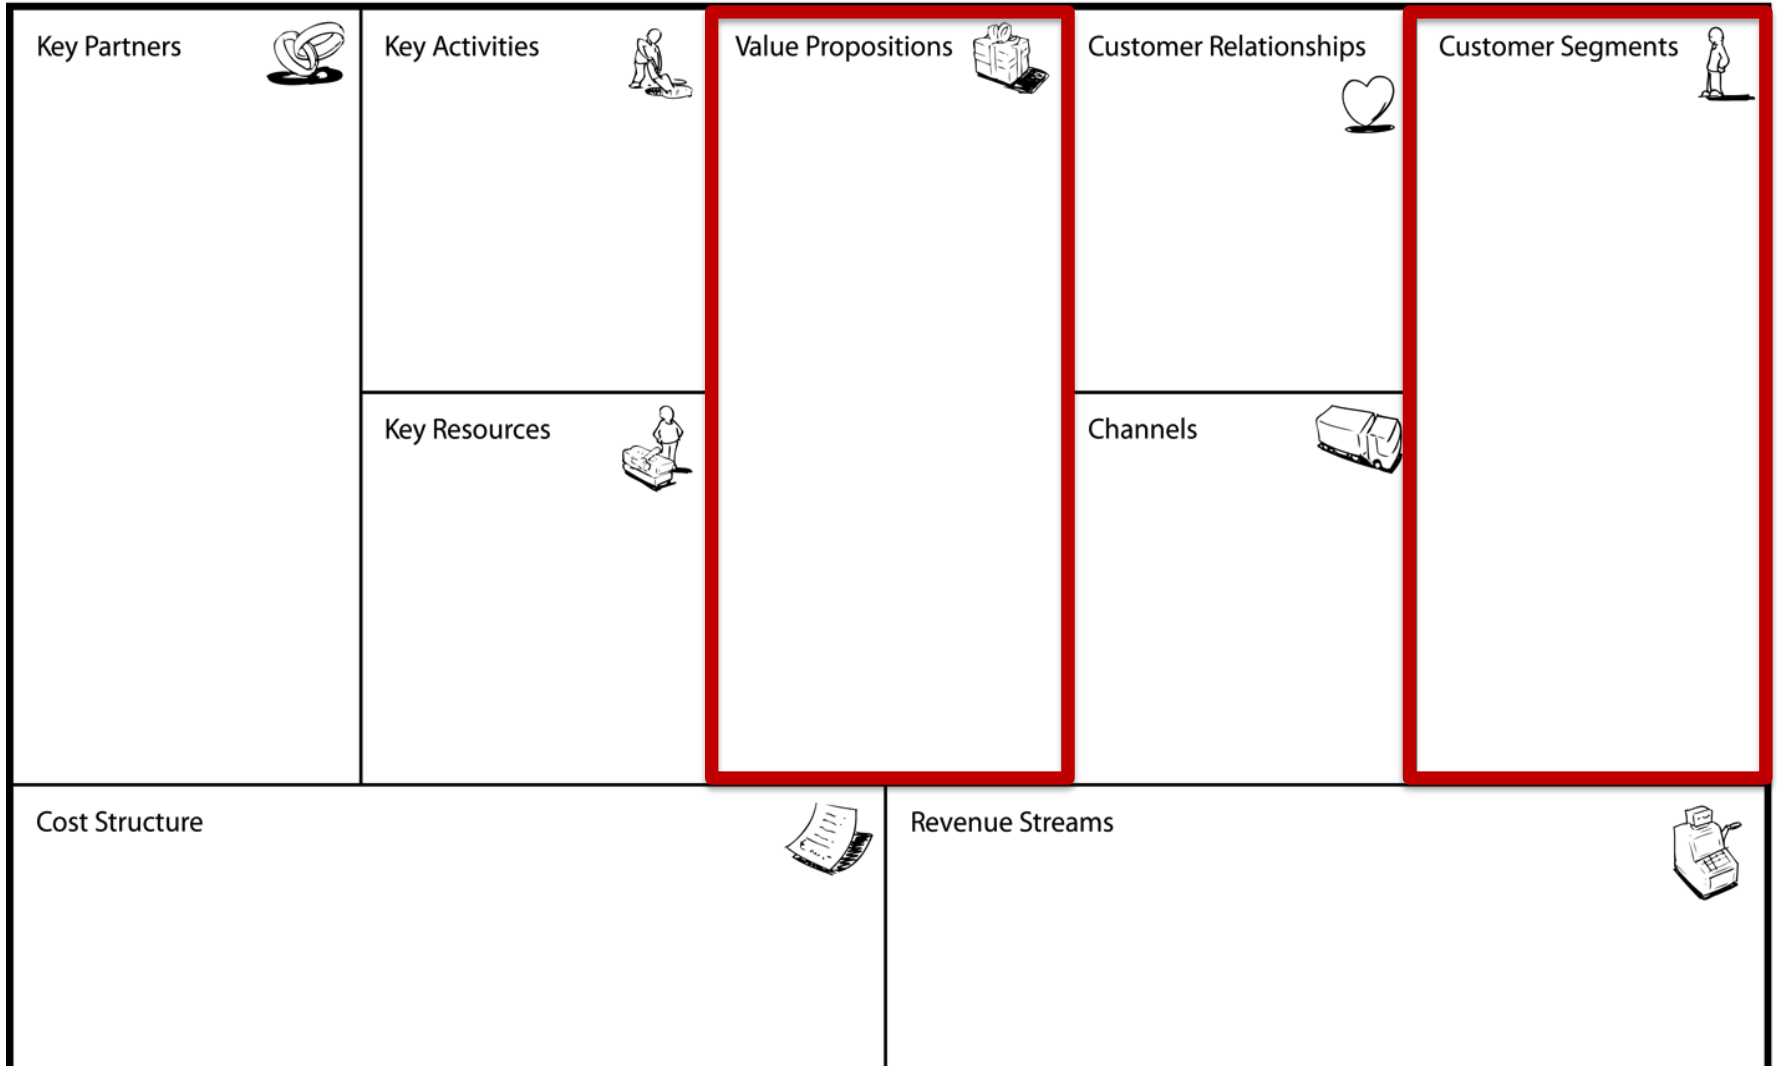 Key Partners
Key Activities
Value Propositions
Customer Relationships
Customer Segments
Key Resources
Channels
Cost Structure
Revenue Streams